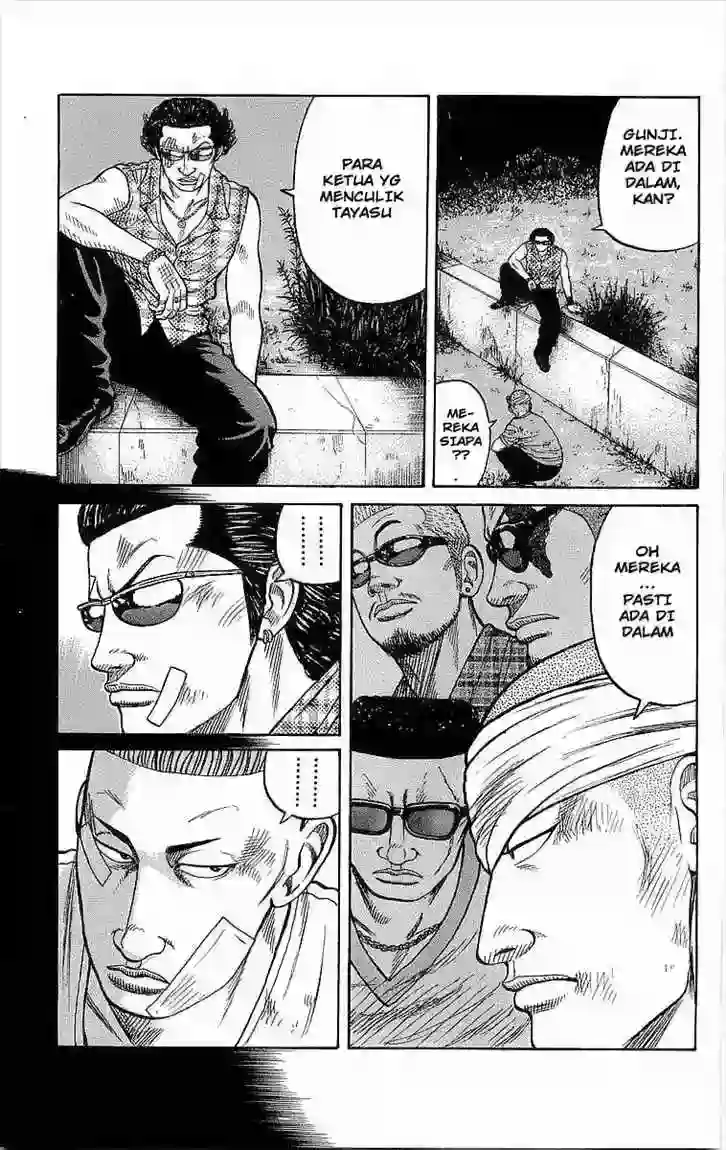 GUNJI.
MEREKA
ADA DI
DALAM,
KAN?
ME-
REKA
SIAPA
??
PARA
KETUA YG
MENCULIK
TAYASU
OH
MEREKA
...
PASTI
ADA DI
DALAM
.......
.......
.......
.......